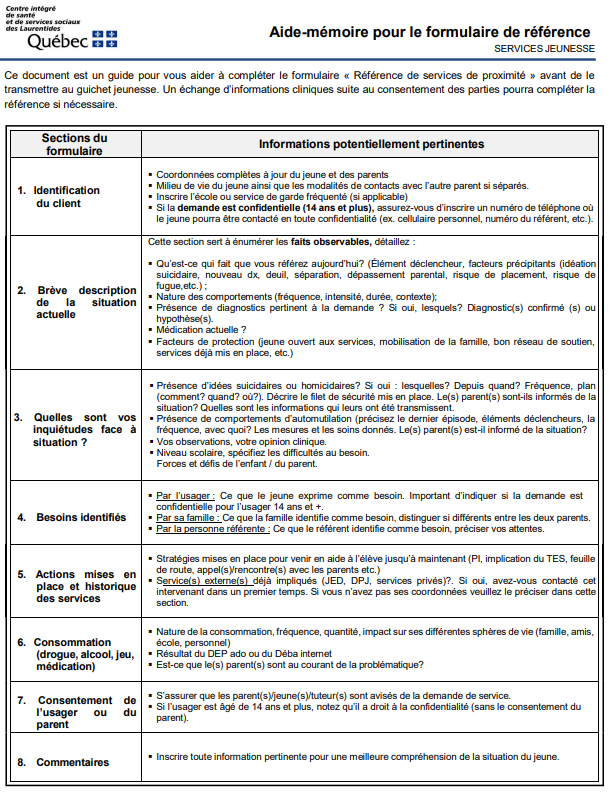 Centre intégré
de santé
et de services sociaux
des Laurentides
Québec
Aide-mémoire pour le formulaire de référence
SERVICES JEUNESSE
Ce document est un guide pour vous aider à compléter le formulaire « Référence de services de proximité » avant de le
transmettre au guichet jeunesse. Un échange d'informations cliniques suite au consentement des parties pourra compléter la
référence si nécessaire.
Sections du
formulaire
Informations potentiellement pertinentes
1. Identification
du client
▪ Coordonnées complètes à jour du jeune et des parents
▪ Milieu de vie du jeune ainsi que les modalités de contacts avec l'autre parent si séparés.
▪ Inscrire l'école ou service de garde fréquenté (si applicable)
▪ Si la demande est confidentielle (14 ans et plus), assurez-vous d'inscrire un numéro de téléphone où
le jeune pourra être contacté en toute confidentialité (ex. cellulaire personnel, numéro du référent, etc.).
2. Brève description
de la situation
actuelle
Cette section sert à énumérer les faits observables, détailler :
▪ Qu'est-ce qui fait que vous référez aujourd'hui? (Élément déclencheur, facteurs précipitants (idéation
suicidaire, nouveau dx, deuil, séparation, dépassement parental, risque de placement, risque de
fugue,etc.) ;
▪ Nature des comportements (fréquence, intensité, durée, contexte);
▪ Présence de diagnostics pertinent à la demande ? Si oui, lesquels? Diagnostic(s) confirmé (s) ou
hypothèse(s).
▪ Médication actuelle ?
▪ Facteurs de protection (jeune ouvert aux services, mobilisation de la famille, bon réseau de soutien,
services déjà mis en place, etc.)
3. Quelles sont vos
inquiétudes face à
situation ?
▪ Présence d'idées suicidaires ou homicidaires? Si oui : lesquelles? Depuis quand? Fréquence, plan
(comment? quand? où?). Décrire le filet de sécurité mis en place. Le(s) parent(s) sont-ils informés de la
situation? Quelles sont les informations qui leurs ont été transmissent.
▪ Présence de comportements d'automutilation (précisez le dernier épisode, éléments déclencheurs, la
fréquence, avec quoi? Les mesures et les soins donnés. Le(s) parent(s) est-il informé de la situation?
▪ Vos observations, votre opinion clinique.
▪ Niveau scolaire, spécifiez les difficultés au besoin.
Forces et défis de l'enfant / du parent.
4. Besoins identifiés
▪ Par l'usager : Ce que le jeune exprime comme besoin. Important d'indiquer si la demande est
confidentielle pour l'usager 14 ans et +.
▪ Par sa famille : Ce que la famille identifie comme besoin, distinguer si différents entre les deux parents.
▪ Par la personne référente : Ce que le référent identifie comme besoin, préciser vos attentes.
5. Actions mises en
place et historique
des services
▪ Stratégies mises en place pour venir en aide à l'élève jusqu'à maintenant (PI, implication du TES, feuille
de route, appel(s)/rencontre(s) avec les parents etc.)
▪ Service(s) externe(s) déjà impliqués (JED, DPJ, services privés)?. Si oui, avez-vous contacté cet
intervenant dans un premier temps. Si vous n'avez pas ses coordonnées veuillez le préciser dans cette
section.
6. Consommation
(drogue, alcool, jeu,
médication)
▪ Nature de la consommation, fréquence, quantité, impact sur ses différentes sphères de vie (famille, amis,
école, personnel)
▪ Résultat du DEP ado ou du Déba internet
▪ Est-ce que le(s) parent(s) sont au courant de la problématique?
7. Consentement de
l'usager ou du
parent
▪ S'assurer que les parent(s)/jeune(s)/tuteur(s) sont avisés de la demande de service.
▪ Si l'usager est âgé de 14 ans et plus, notez qu'il a droit à la confidentialité (sans le consentement du
parent).
8. Commentaires
▪ Inscrire toute information pertinente pour une meilleure compréhension de la situation du jeune.